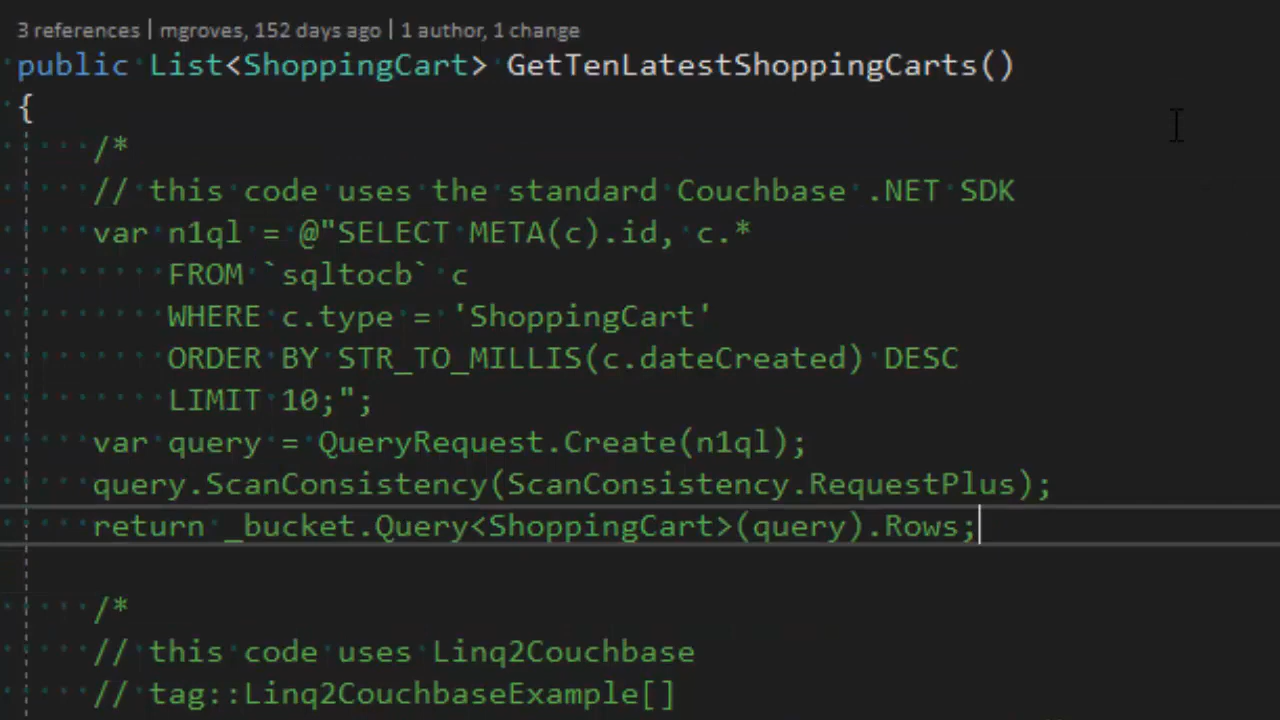 3 references | mgroves, 152 days ago | 1 author, 1 change
public List<ShoppingCart> GetTenLatestShoppingCarts()
{
/*
// this code uses the standard Couchbase .NET SDK
var n1ql = @"SELECT META(c).id, c.*
FROM `sqltocb` c
WHERE c.type = 'ShoppingCart'
ORDER BY STR_TO_MILLIS(c.dateCreated) DESC
LIMIT 10;";
var query = QueryRequest.Create(n1ql);
query.ScanConsistency(ScanConsistency.RequestPlus);
return _bucket.Query<ShoppingCart>(query).Rows;
/*
// this code uses Linq2Couchbase
// tag::Linq2CouchbaseExample[]